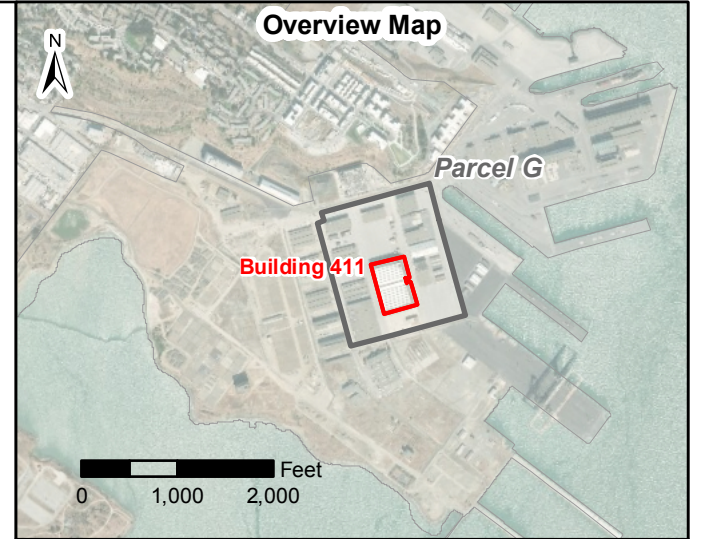 Overview Map
N
Parcel G
Building 411
Feet
0 1,000 2,000